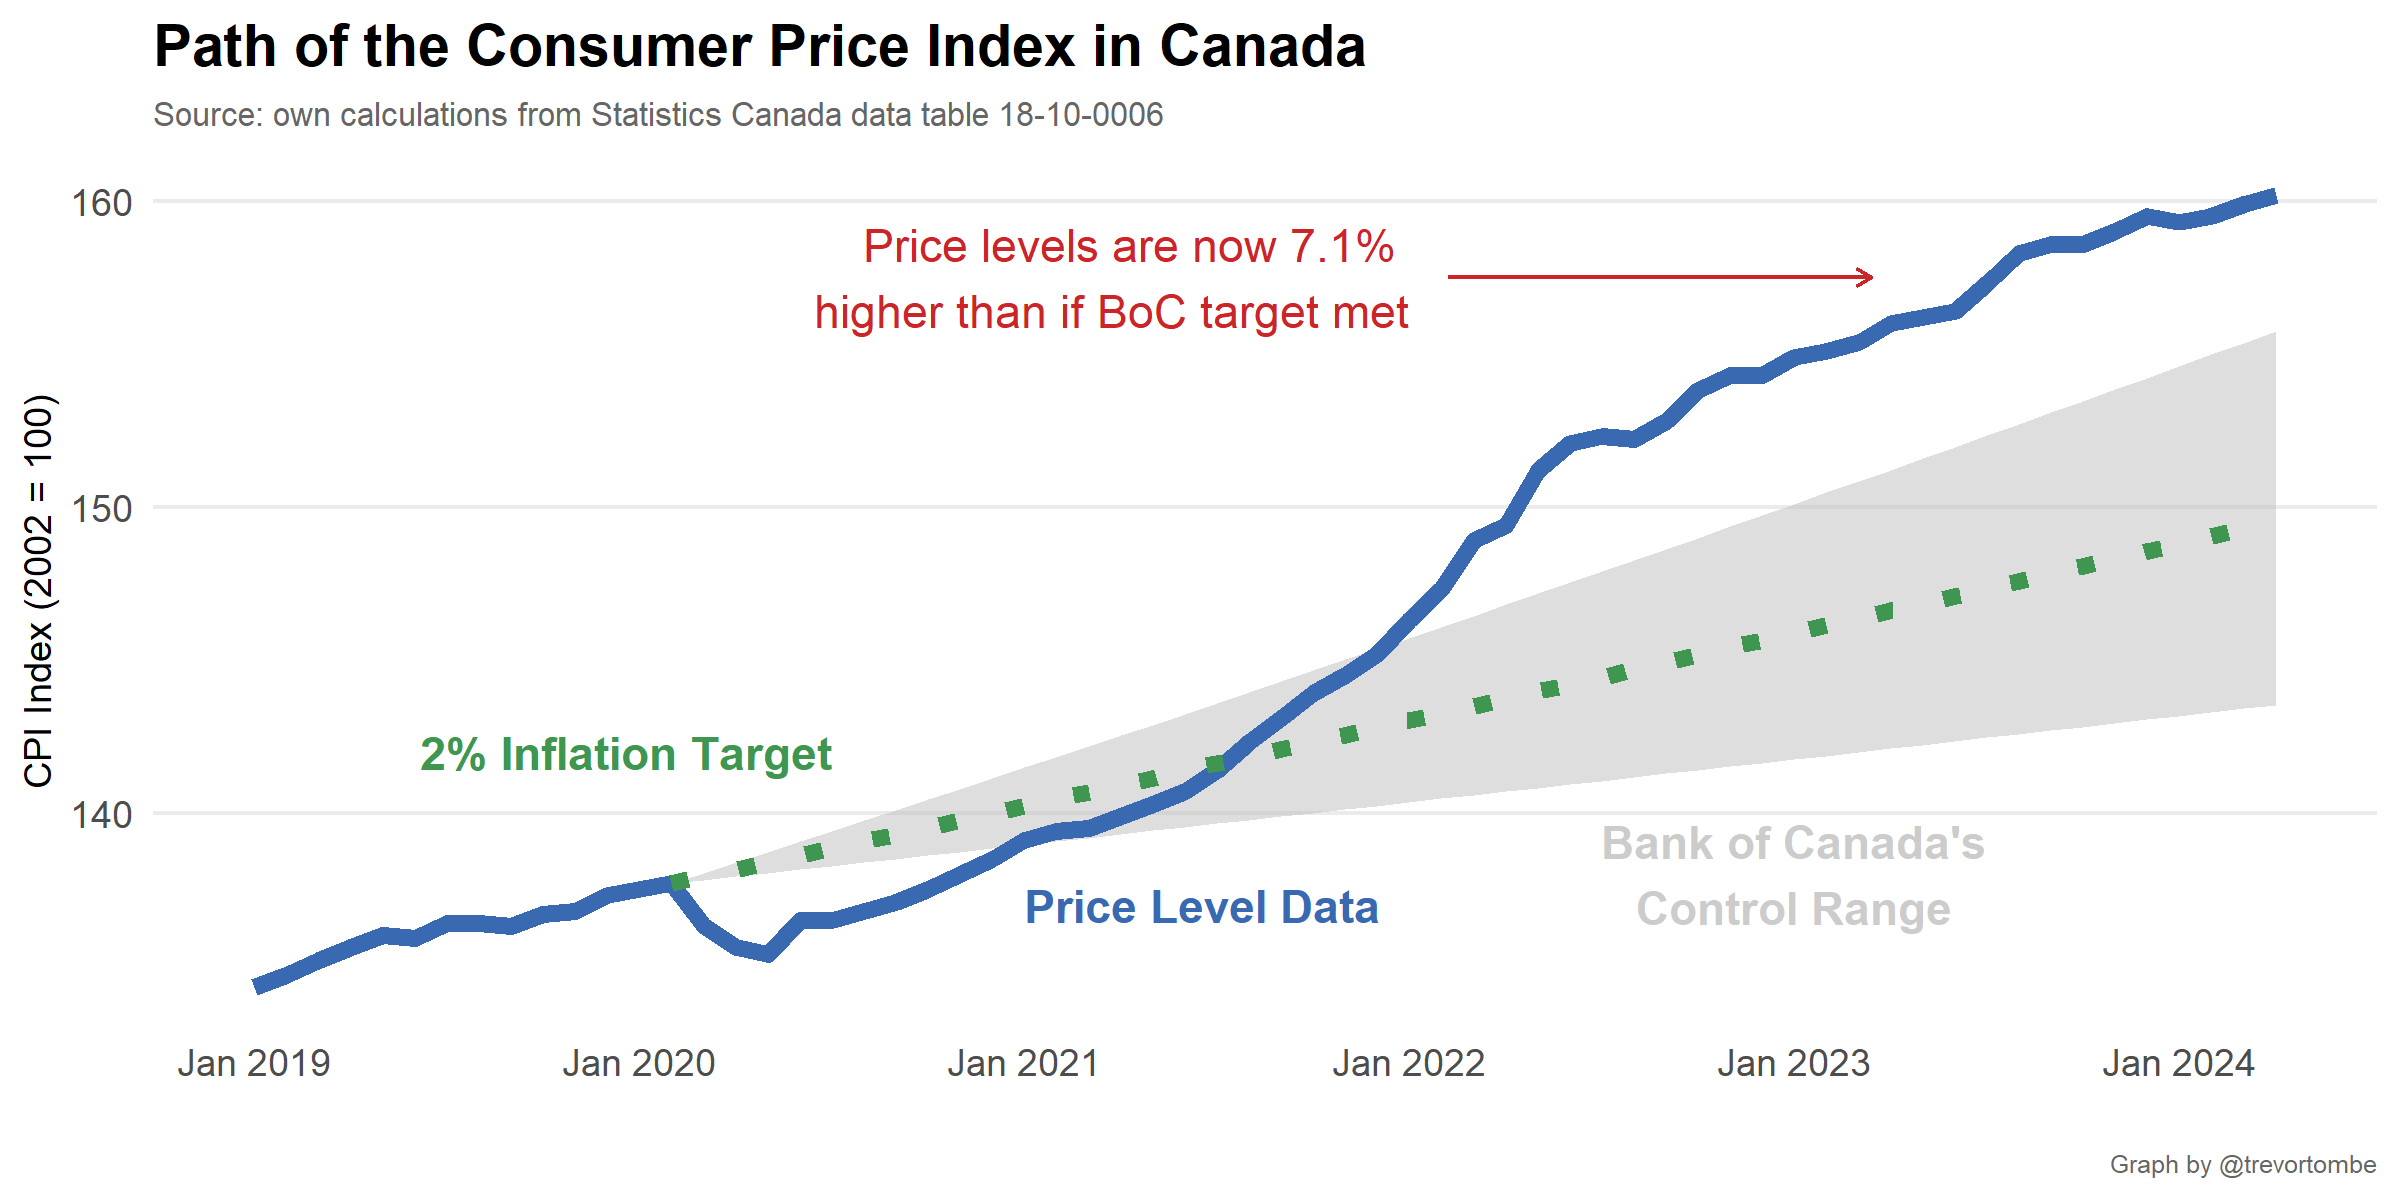 Path of the Consumer Price Index in Canada
Source: own calculations from Statistics Canada data table 18-10-0006
160
Price levels are now 7.1%
higher than if BoC target met
CPI Index (2002 = 100)
150
2% Inflation Target
140
Bank of Canada's
Control Range
Price Level Data
Jan 2019
Jan 2020
Jan 2021
Jan 2022
Jan 2023
Jan 2024
Graph by @trevortombe